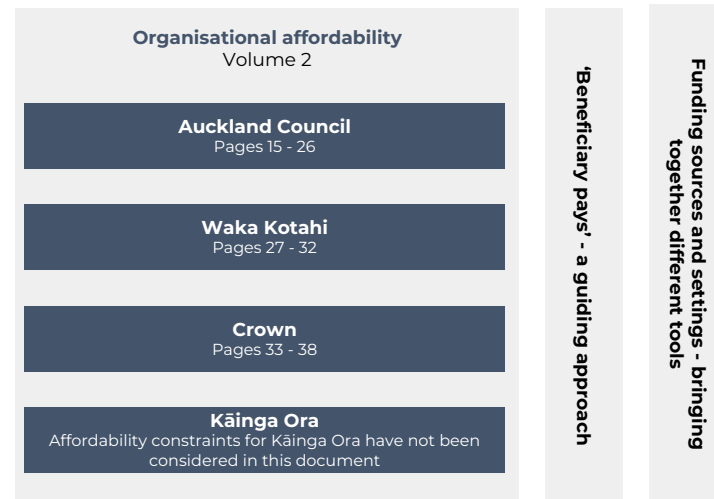 Organisational affordability
Volume 2
Auckland Council
Pages 15 - 26
Waka Kotahi
Pages 27 - 32
Crown
Pages 33 - 38
Kāinga Ora
Affordability constraints for Kāinga Ora have not been
considered in this document
‘Beneficiary pays’ - a guiding approach
Funding sources and settings - bringing
together different tools